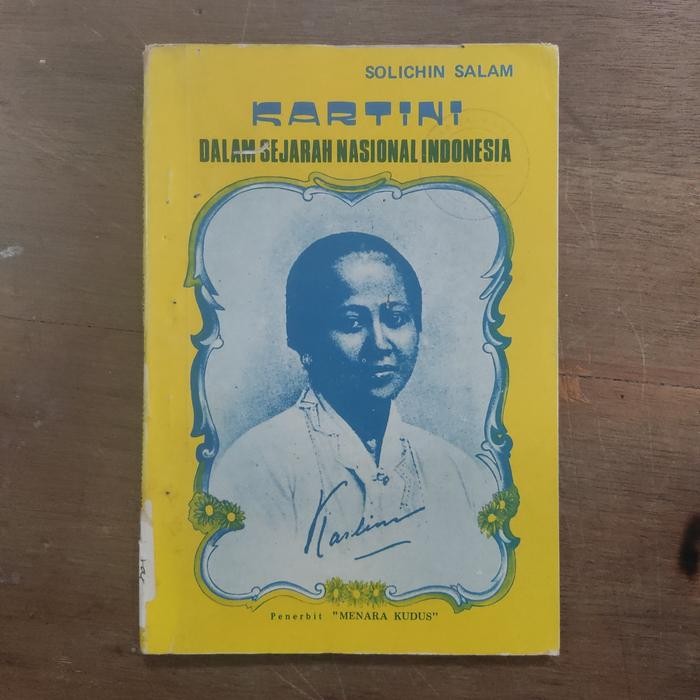 SOLICHIN SALAM
KARTINI
DALAM SEJARAH NASIONAL INDONESIA
Kartini
Penerbit "MENARA KUDUS"